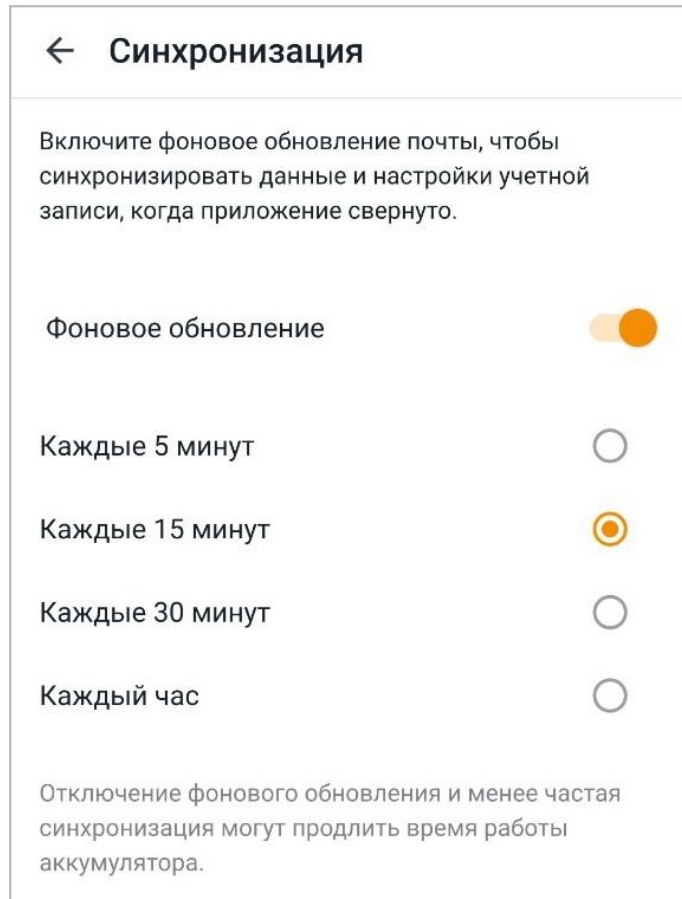 Синхронизация
Включите фоновое обновление почты, чтобы
синхронизировать данные и настройки учетной
записи, когда приложение свернуто.
Фоновое обновление
Каждые 5 минут
Каждые 15 минут
Каждые 30 минут
Каждый час
Отключение фонового обновления и менее частая
синхронизация могут продлить время работы
аккумулятора.